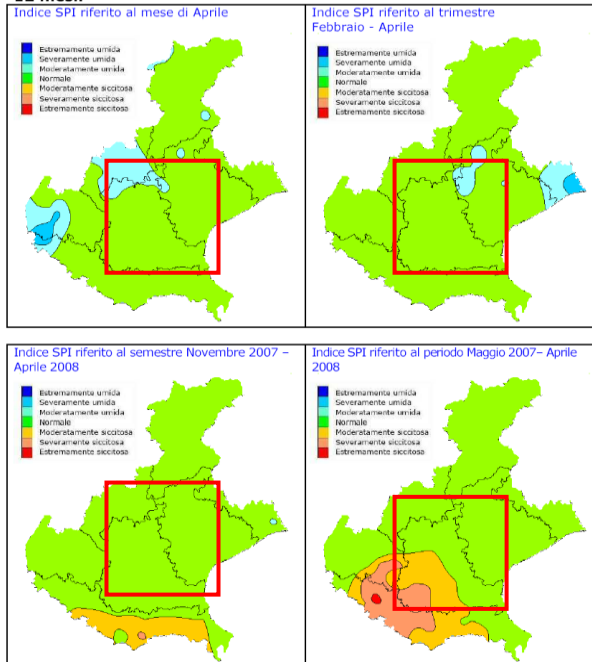 Indice SPI riferito al mese di Aprile
Estremamente umida
Severamente umida
Moderatamente umida
Normale
Moderatamente siccitosa
Severamente siccitosa
Estremamente siccitosa
Indice SPI riferito al trimestre
Febbraio - Aprile
Estremamente umida
Severamente umida
Moderatamente umida
Normale
Moderatamente siccitosa
Severamente siccitosa
Estremamente siccitosa
Indice SPI riferito al semestre Novembre 2007 –
Aprile 2008
Estremamente umida
Severamente umida
Moderatamente umida
Normale
Moderatamente siccitosa
Severamente siccitosa
Estremamente siccitosa
Indice SPI riferito al periodo Maggio 2007– Aprile
2008
Estremamente umida
Severamente umida
Moderatamente umida
Normale
Moderatamente siccitosa
Severamente siccitosa
Estremamente siccitosa